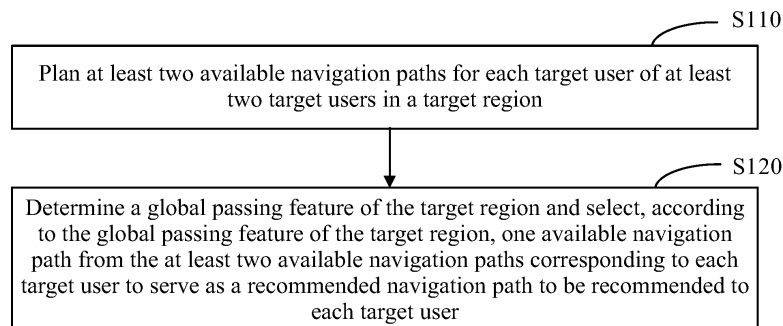 S110
Plan at least two available navigation paths for each target user of at least
two target users in a target region
S120
Determine a global passing feature of the target region and select, according
to the global passing feature of the target region, one available navigation
path from the at least two available navigation paths corresponding to each
target user to serve as a recommended navigation path to be recommended to
each target user